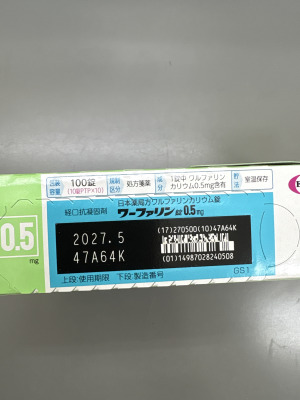 包装容量 100錠 (10錠PTP×10) 規制区分 処方箋薬 成分 1錠中 ワルファリンカリウム0.5mg含有 貯法 室温保存
日本薬局方ワルファリンカリウム錠
経口抗凝固剤 ワーファリン錠0.5mg
0.5
mg
2027.5
47A64K
(17)270500(10)47A64K
(01)14987028240508
上段:使用期限 下段:製造番号
GS1